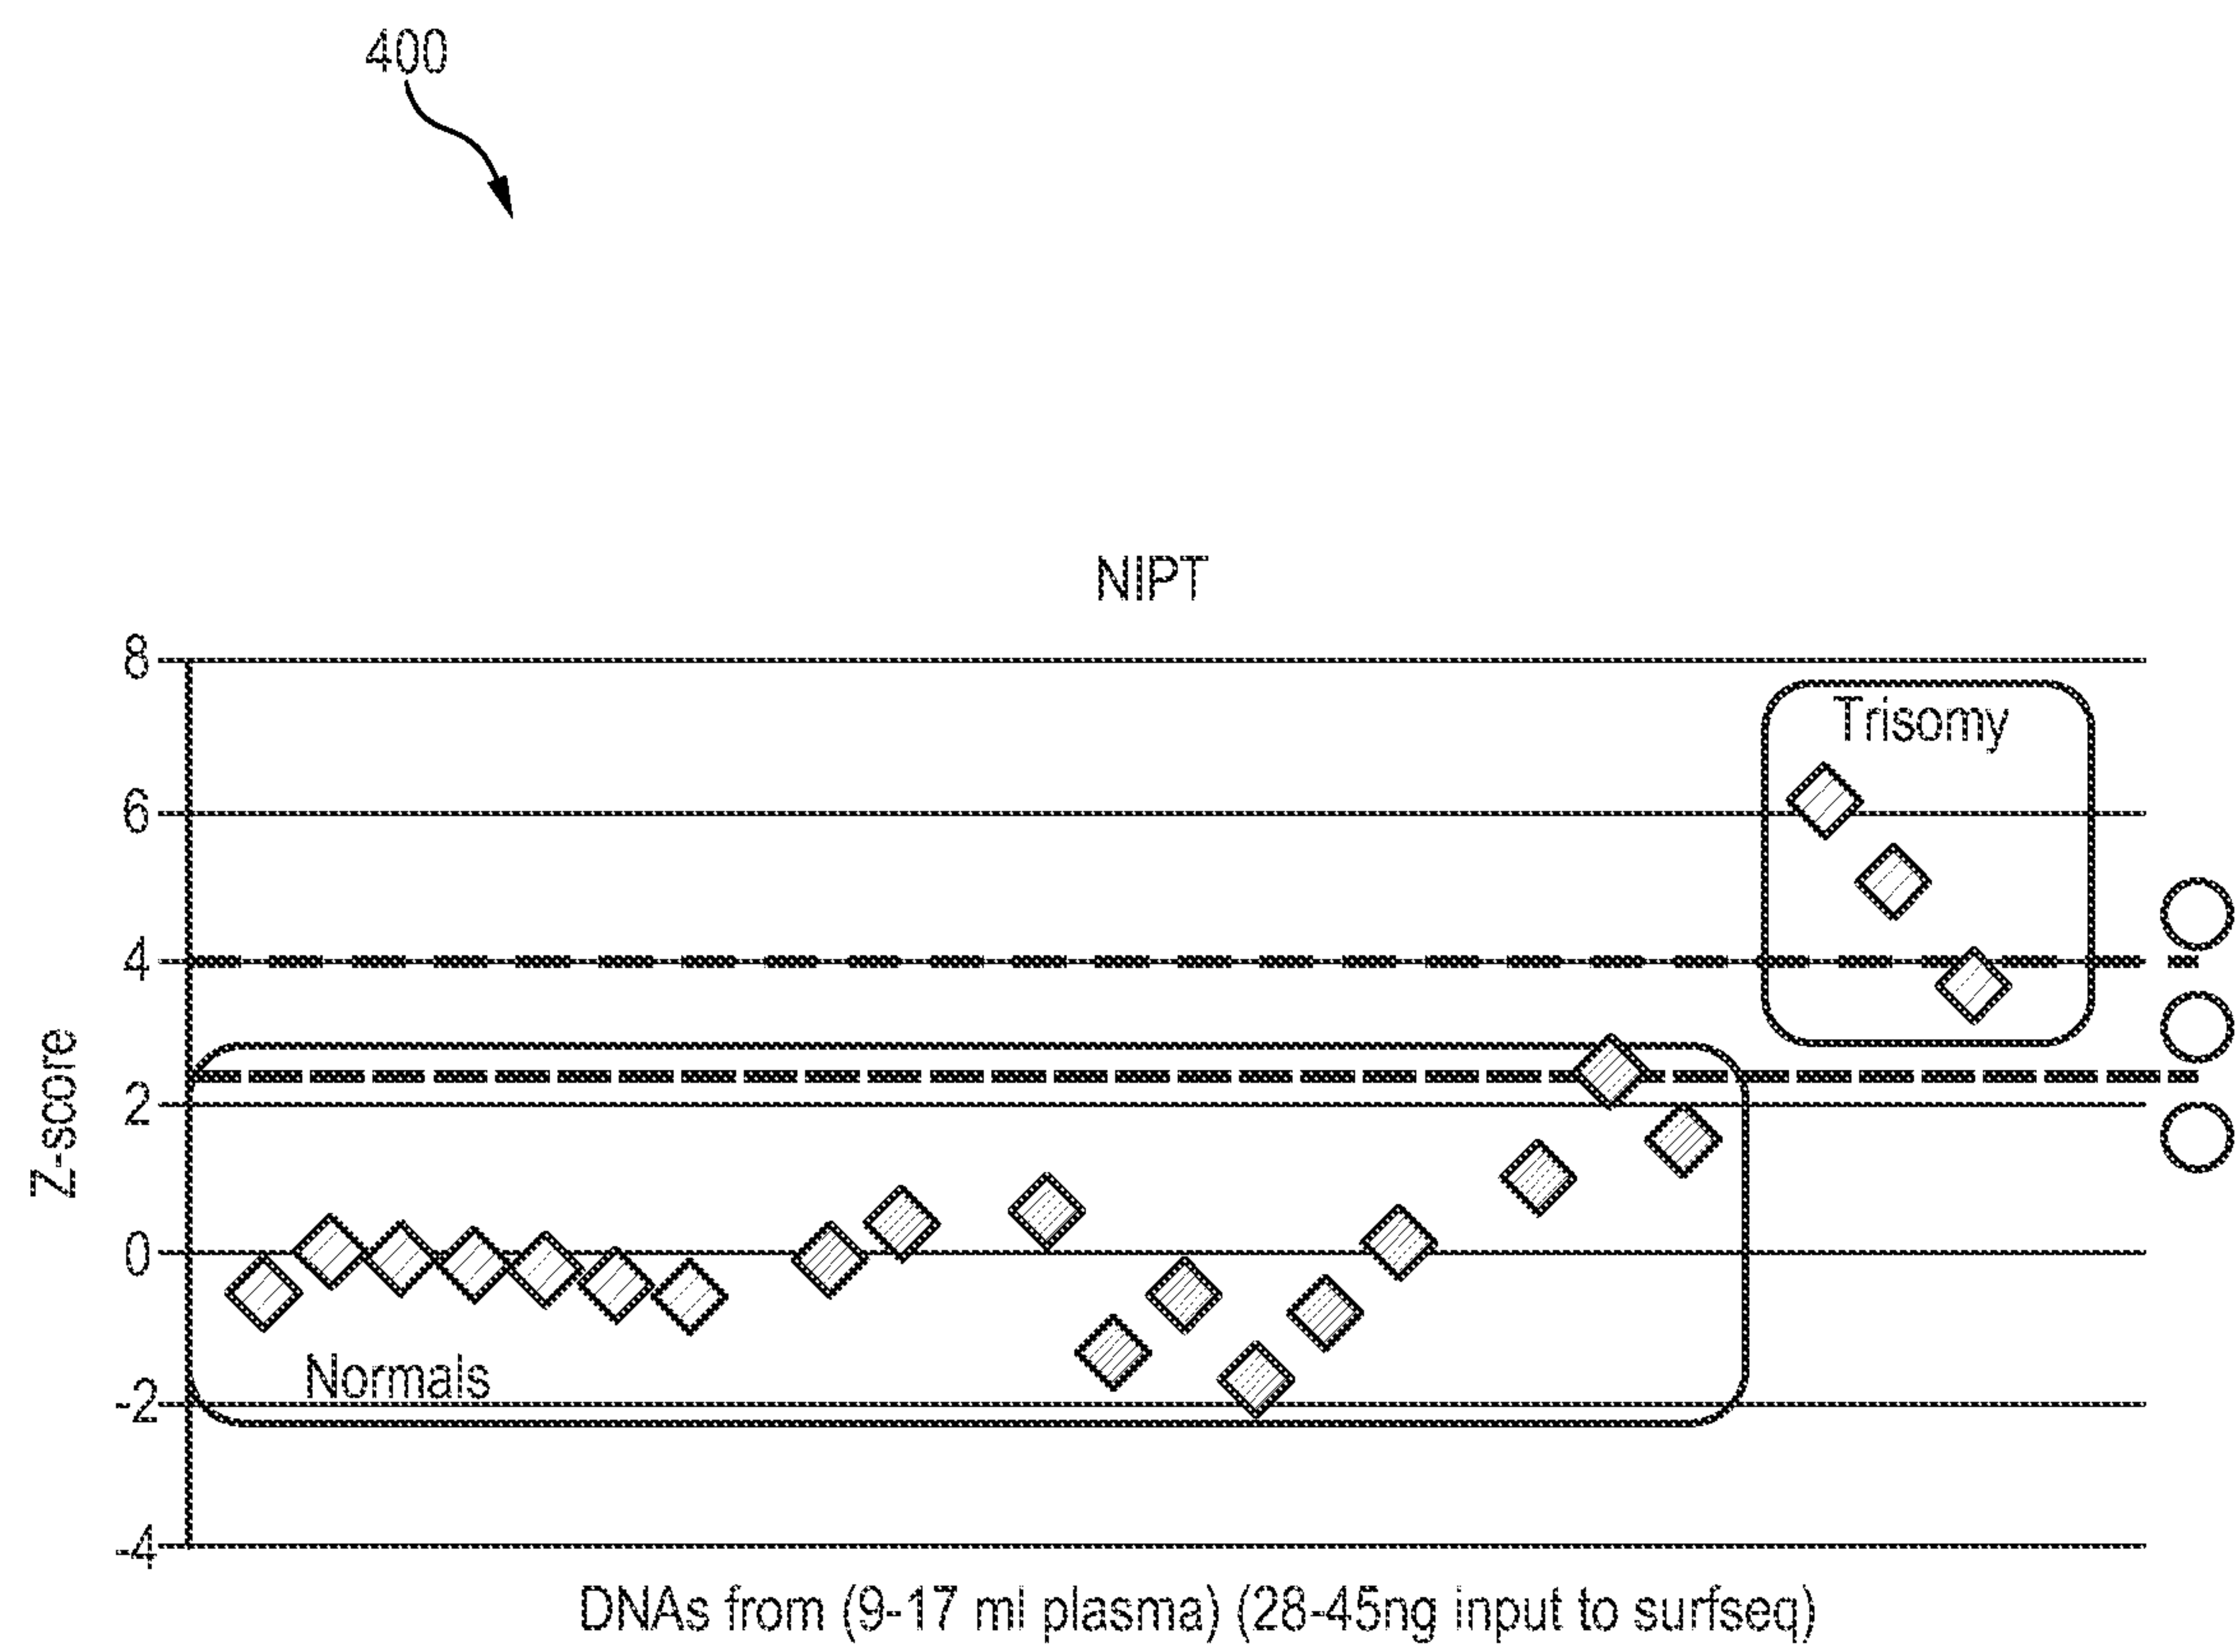 400
NIPT
8
Trisomy
6
4
2
0
Normals
-2
-4
Z-score
DNAs from (9-17 ml plasma) (28-45ng input to surfseq)